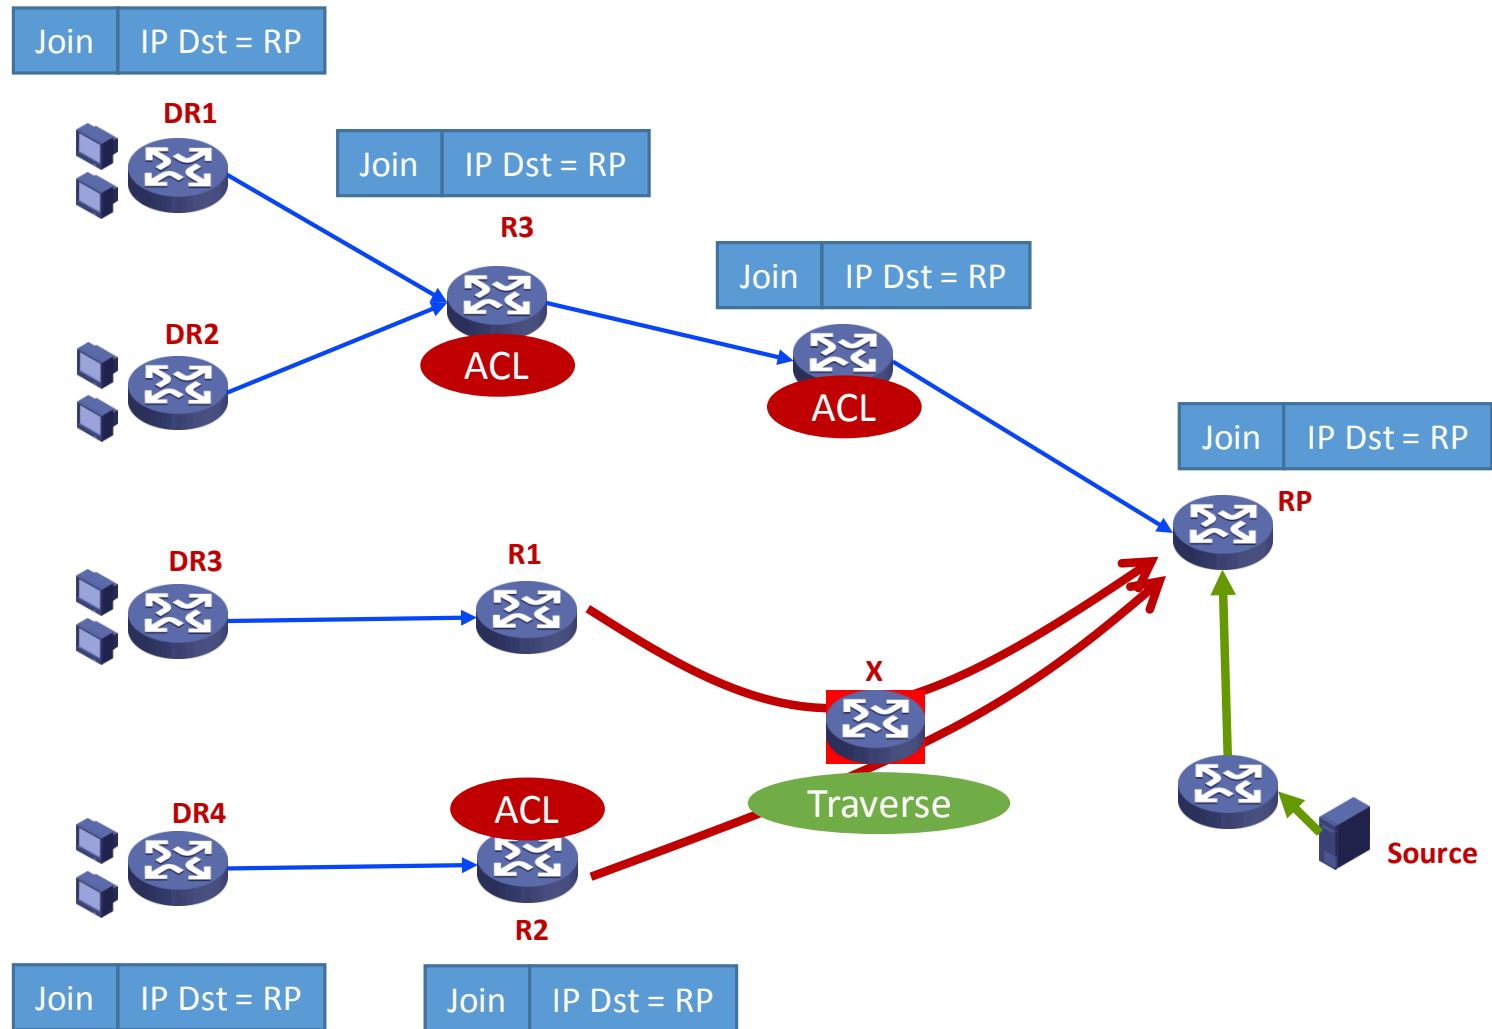 Join IP Dst = RP
DR1
Join IP Dst = RP
R3
Join IP Dst = RP
DR2
ACL
ACL
Join IP Dst = RP
RP
DR3
R1
X
DR4
ACL
Traverse
Source
R2
Join IP Dst = RP
Join IP Dst = RP